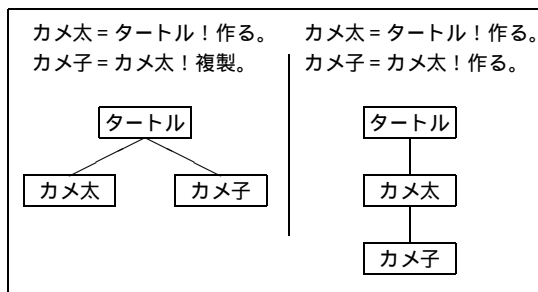 カメ太=タートル!作る。
カメ子=カメ太!複製。
タートル
カメ太 カメ子
カメ太=タートル!作る。
カメ子=カメ太!作る。
タートル
カメ太
カメ子